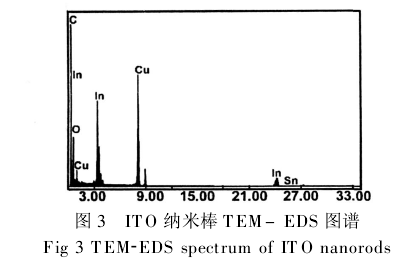 C
In
O
Cu
In
Cu
In
Sn
3.00 9.00 15.00 21.00 27.00 33.00
图 3 ITO 纳米棒 TEM - EDS 图谱
Fig 3 TEM-EDS spectrum of ITO nanorods